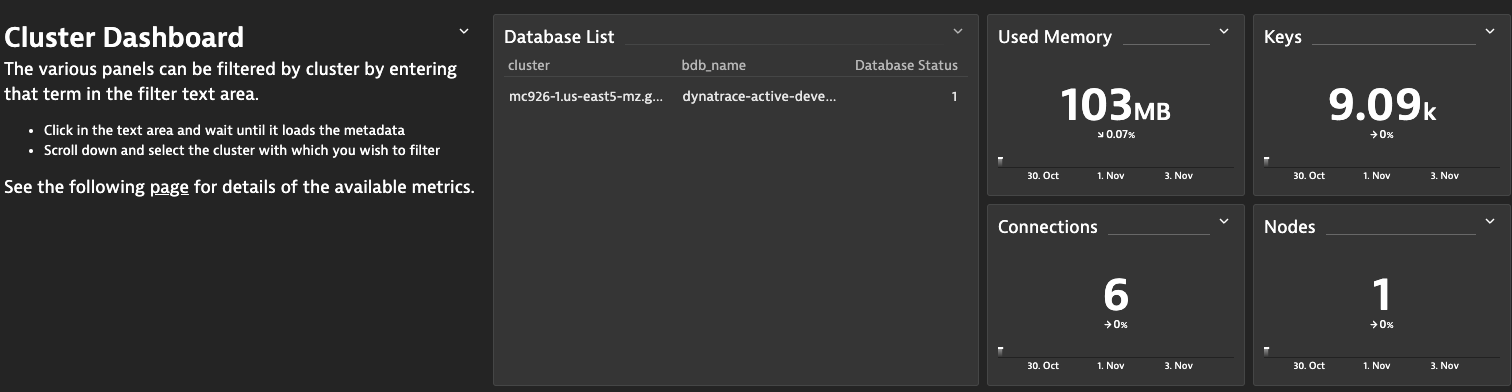 Cluster Dashboard
The various panels can be filtered by cluster by entering
that term in the filter text area.
• Click in the text area and wait until it loads the metadata
• Scroll down and select the cluster with which you wish to filter
See the following page for details of the available metrics.
Database List
cluster bdb_name Database Status
mc926-1.us-east5-mz.g... dynatrace-active-deve... 1
Used Memory
103MB
↘ 0.07%
30. Oct 1. Nov 3. Nov
Keys
9.09k
→ 0%
30. Oct 1. Nov 3. Nov
Connections
6
→ 0%
30. Oct 1. Nov 3. Nov
Nodes
1
→ 0%
30. Oct 1. Nov 3. Nov